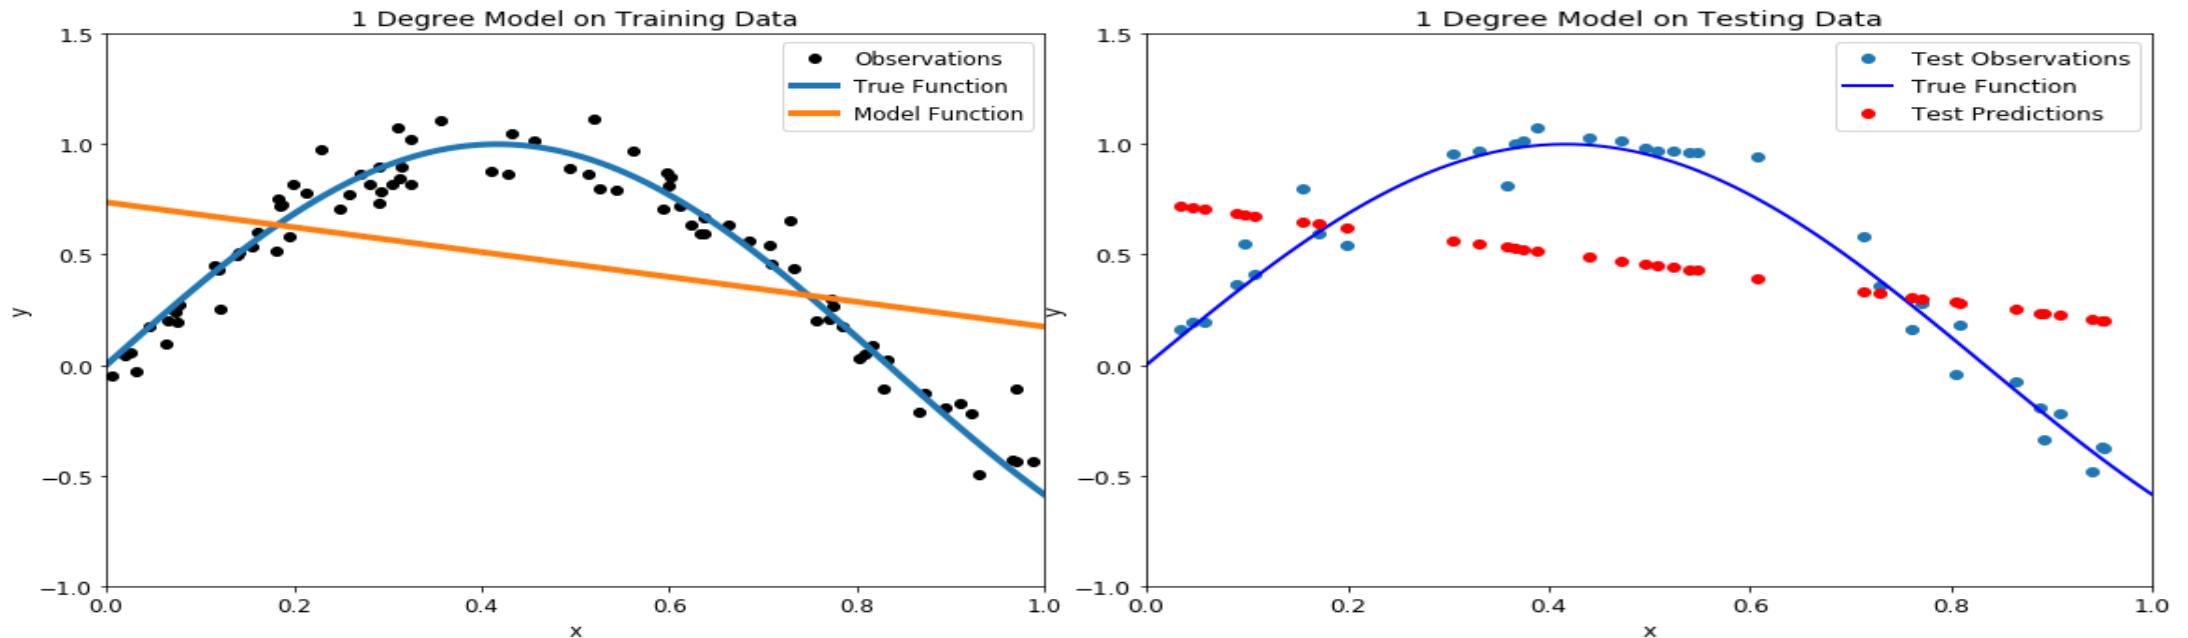 1 Degree Model on Training Data
1.5
1.0
0.5
0.0
−0.5
−1.0
y
0.0 0.2 0.4 0.6 0.8 1.0
x
Observations
True Function
Model Function
1 Degree Model on Testing Data
1.5
1.0
0.5
0.0
−0.5
−1.0
y
0.0 0.2 0.4 0.6 0.8 1.0
x
Test Observations
True Function
Test Predictions